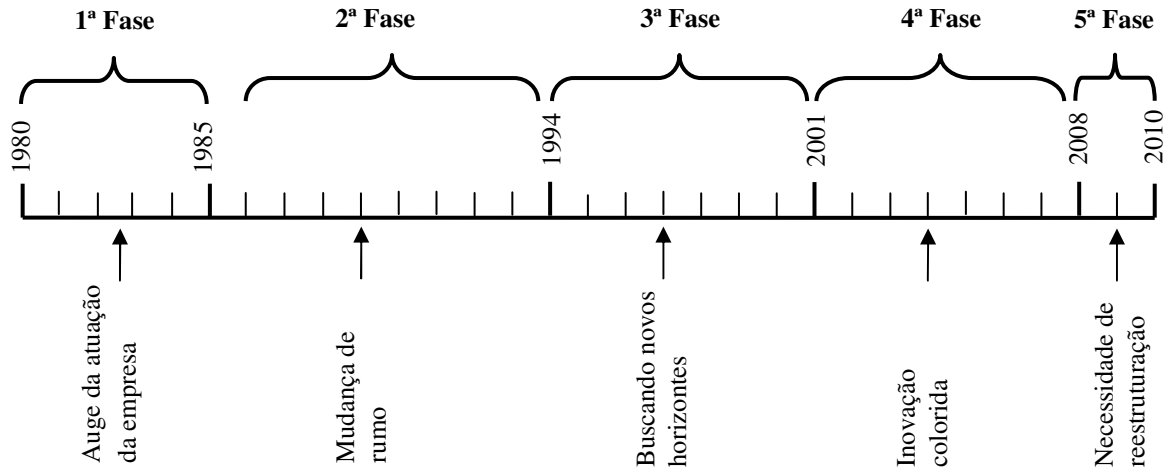 1ª Fase
2ª Fase
3ª Fase
4ª Fase
5ª Fase
1980
1985
1994
2001
2008
2010
Auge da atuação
da empresa
Mudança de
rumo
Buscando novos
horizontes
Inovação
colorida
Necessidade de
reestruturação